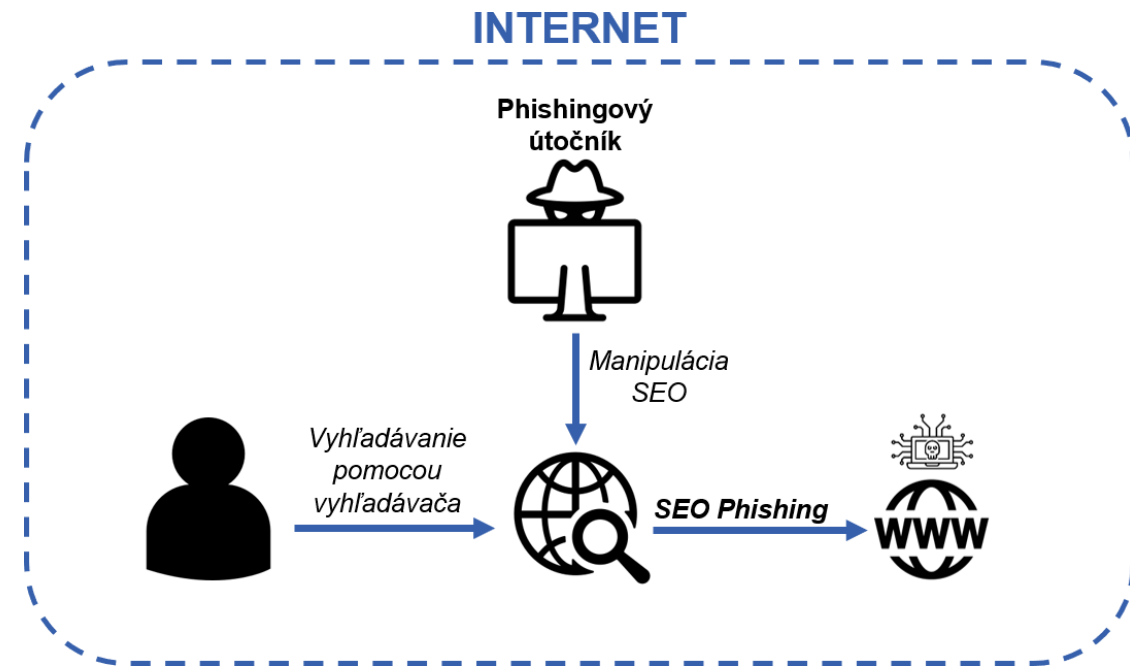 INTERNET
Phishingový
útočník
Manipulácia
SEO
Vyhľadávanie
pomocou
vyhľadávača
SEO Phishing
WWW